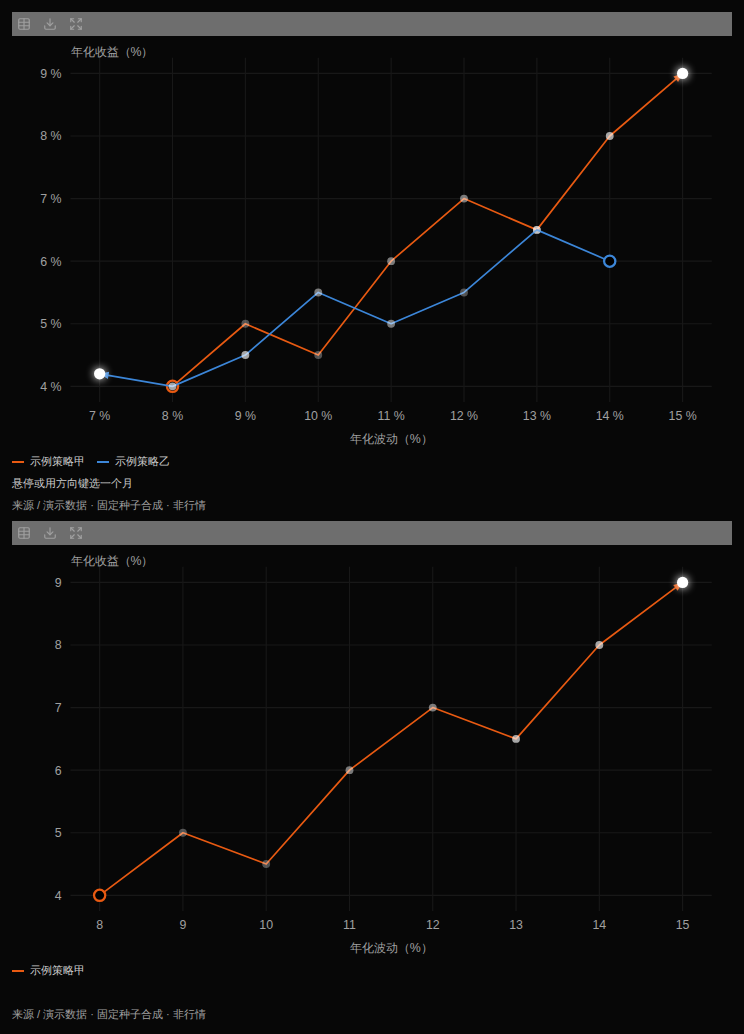 年化收益（%）
9 %
8 %
7 %
6 %
5 %
4 %
7 % 8 % 9 % 10 % 11 % 12 % 13 % 14 % 15 %
年化波动（%）
示例策略甲 示例策略乙
悬停或用方向键选一个月
来源 / 演示数据 · 固定种子合成 · 非行情
年化收益（%）
9
8
7
6
5
4
8 9 10 11 12 13 14 15
年化波动（%）
示例策略甲
来源 / 演示数据 · 固定种子合成 · 非行情